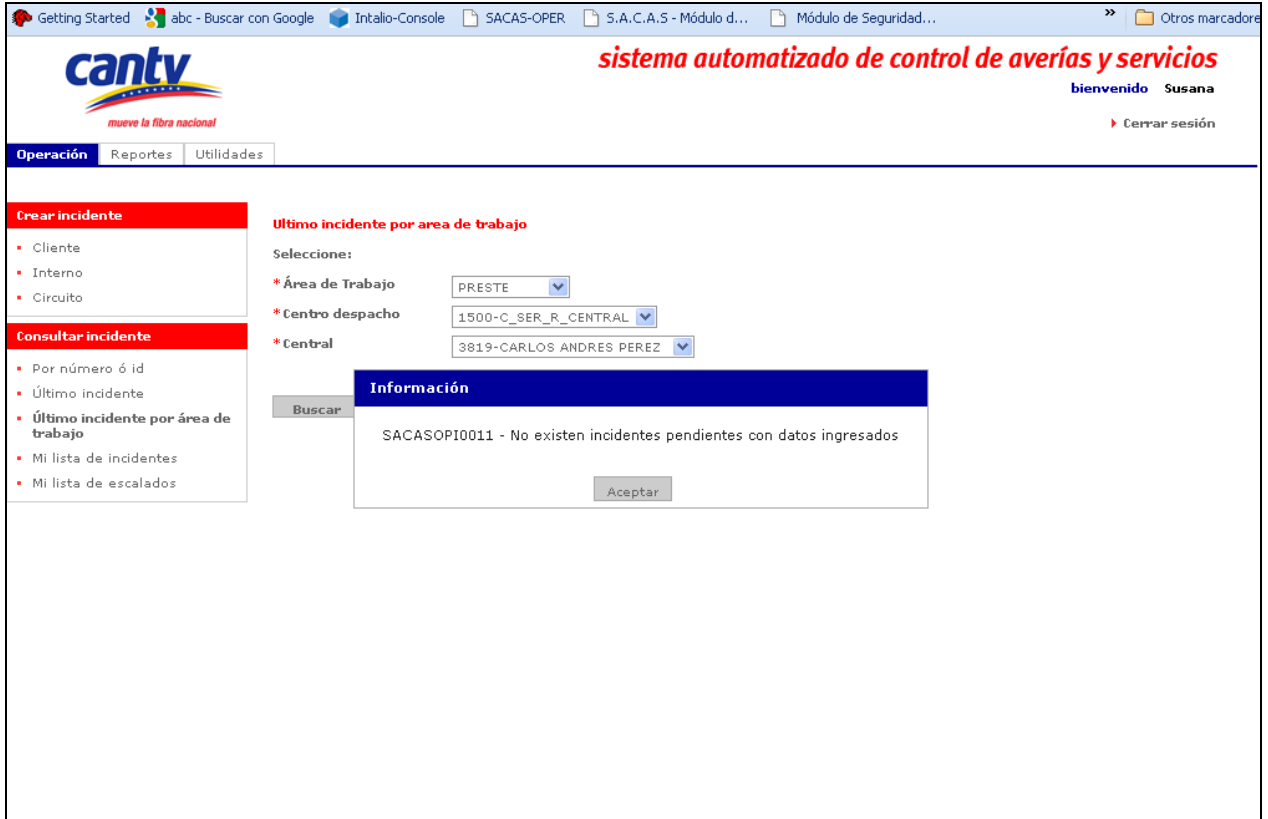 Getting Started abc - Buscar con Google Intalio-Console SACAS-OPER S.A.C.A.S - Módulo d... Módulo de Seguridad... » Otros marcadore
cantv
mueve la fibra nacional
sistema automatizado de control de averías y servicios
bienvenido Susana
Cerrar sesión
Operación Reportes Utilidades
Crear incidente
Cliente
Interno
Circuito
Consultar incidente
Por número ó id
Último incidente
Último incidente por área de
trabajo
Mi lista de incidentes
Mi lista de escalados
Ultimo incidente por area de trabajo
Seleccione:
*Área de Trabajo PRESTE
*Centro despacho 1500-C_SER_R_CENTRAL
*Central 3819-CARLOS ANDRES PEREZ
Buscar
Información
SACASOPI0011 - No existen incidentes pendientes con datos ingresados
Aceptar